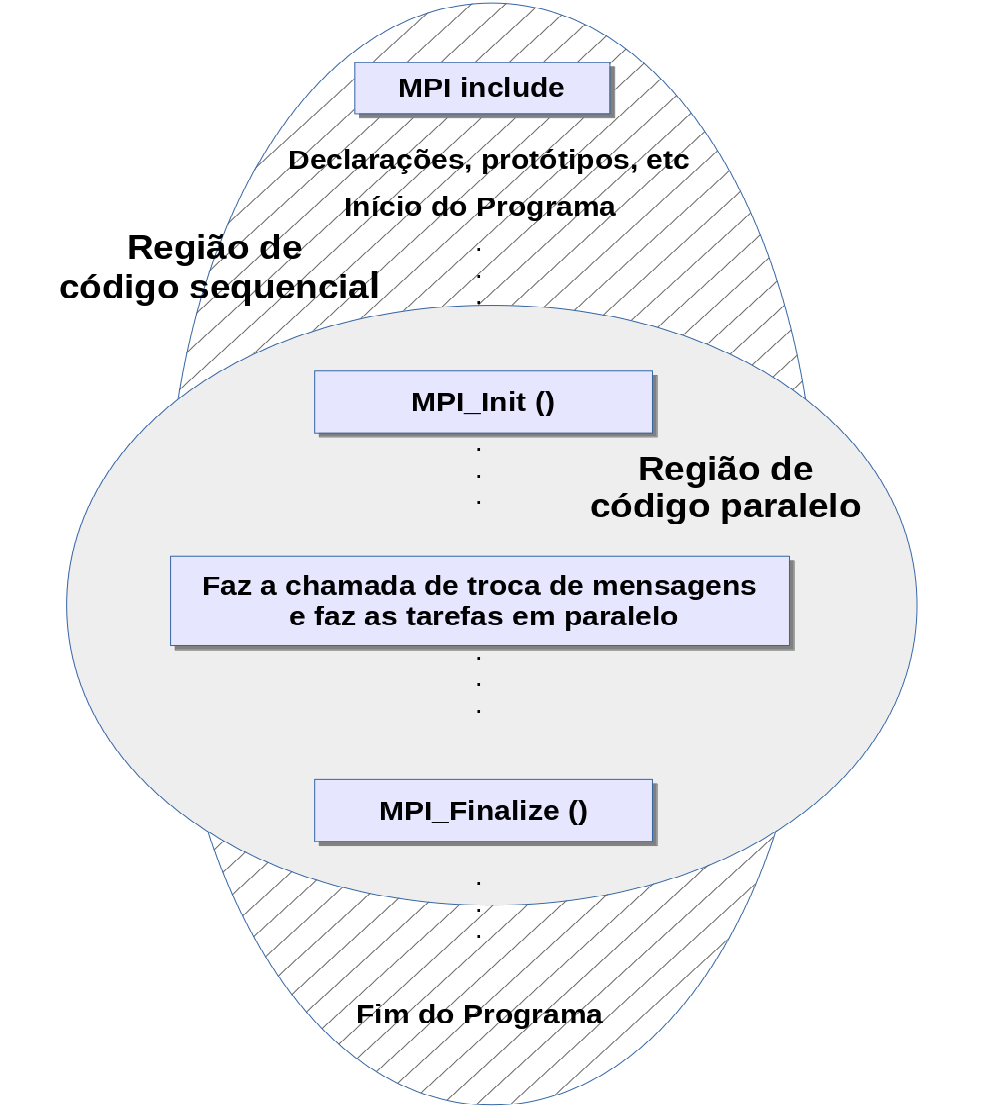 MPI include
Declarações, protótipos, etc
Início do Programa
.
.
.
Região de
código sequencial
MPI_Init ()
.
.
.
Região de
código paralelo
Faz a chamada de troca de mensagens
e faz as tarefas em paralelo
.
.
.
MPI_Finalize ()
.
.
.
Fim do Programa